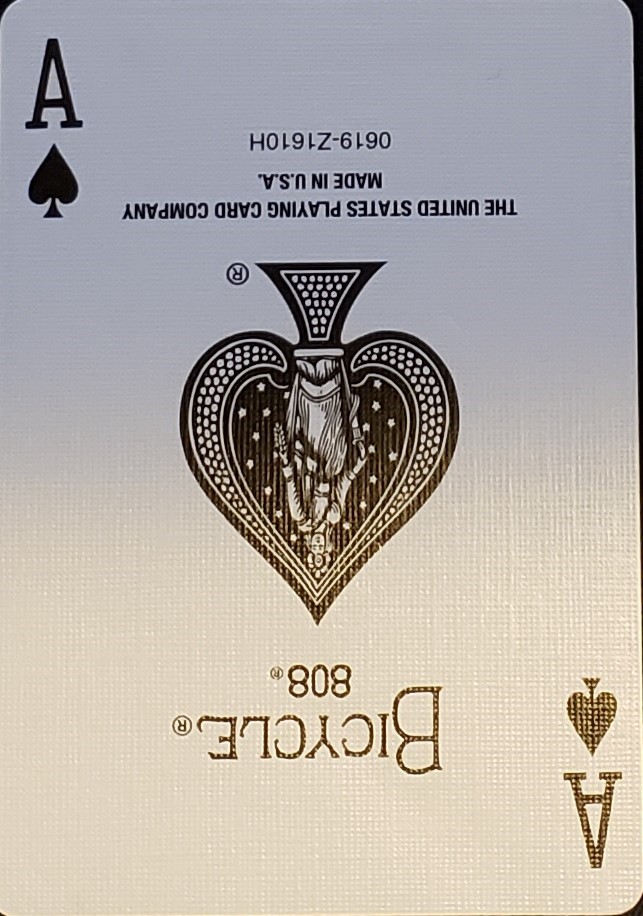 A
BICYCLE®
808®
®
THE UNITED STATES PLAYING CARD COMPANY
MADE IN U.S.A.
0619-Z1610H
A